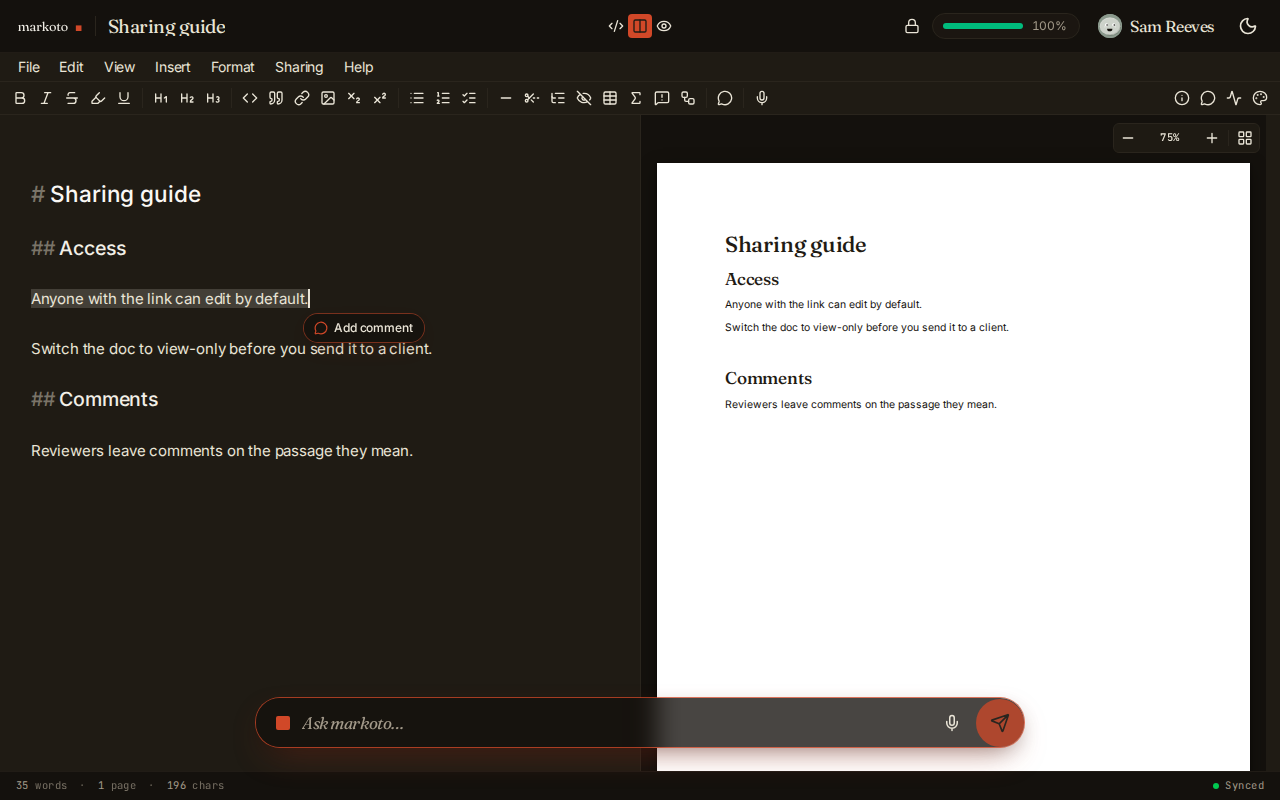 markoto
Sharing guide
100%
Sam Reeves
File Edit View Insert Format Sharing Help
H1 H2 H3
75%
# Sharing guide
## Access
Anyone with the link can edit by default.
Add comment
Switch the doc to view-only before you send it to a client.
## Comments
Reviewers leave comments on the passage they mean.
Sharing guide
Access
Anyone with the link can edit by default.
Switch the doc to view-only before you send it to a client.
Comments
Reviewers leave comments on the passage they mean.
Ask markoto...
35 words · 1 page · 196 chars
Synced